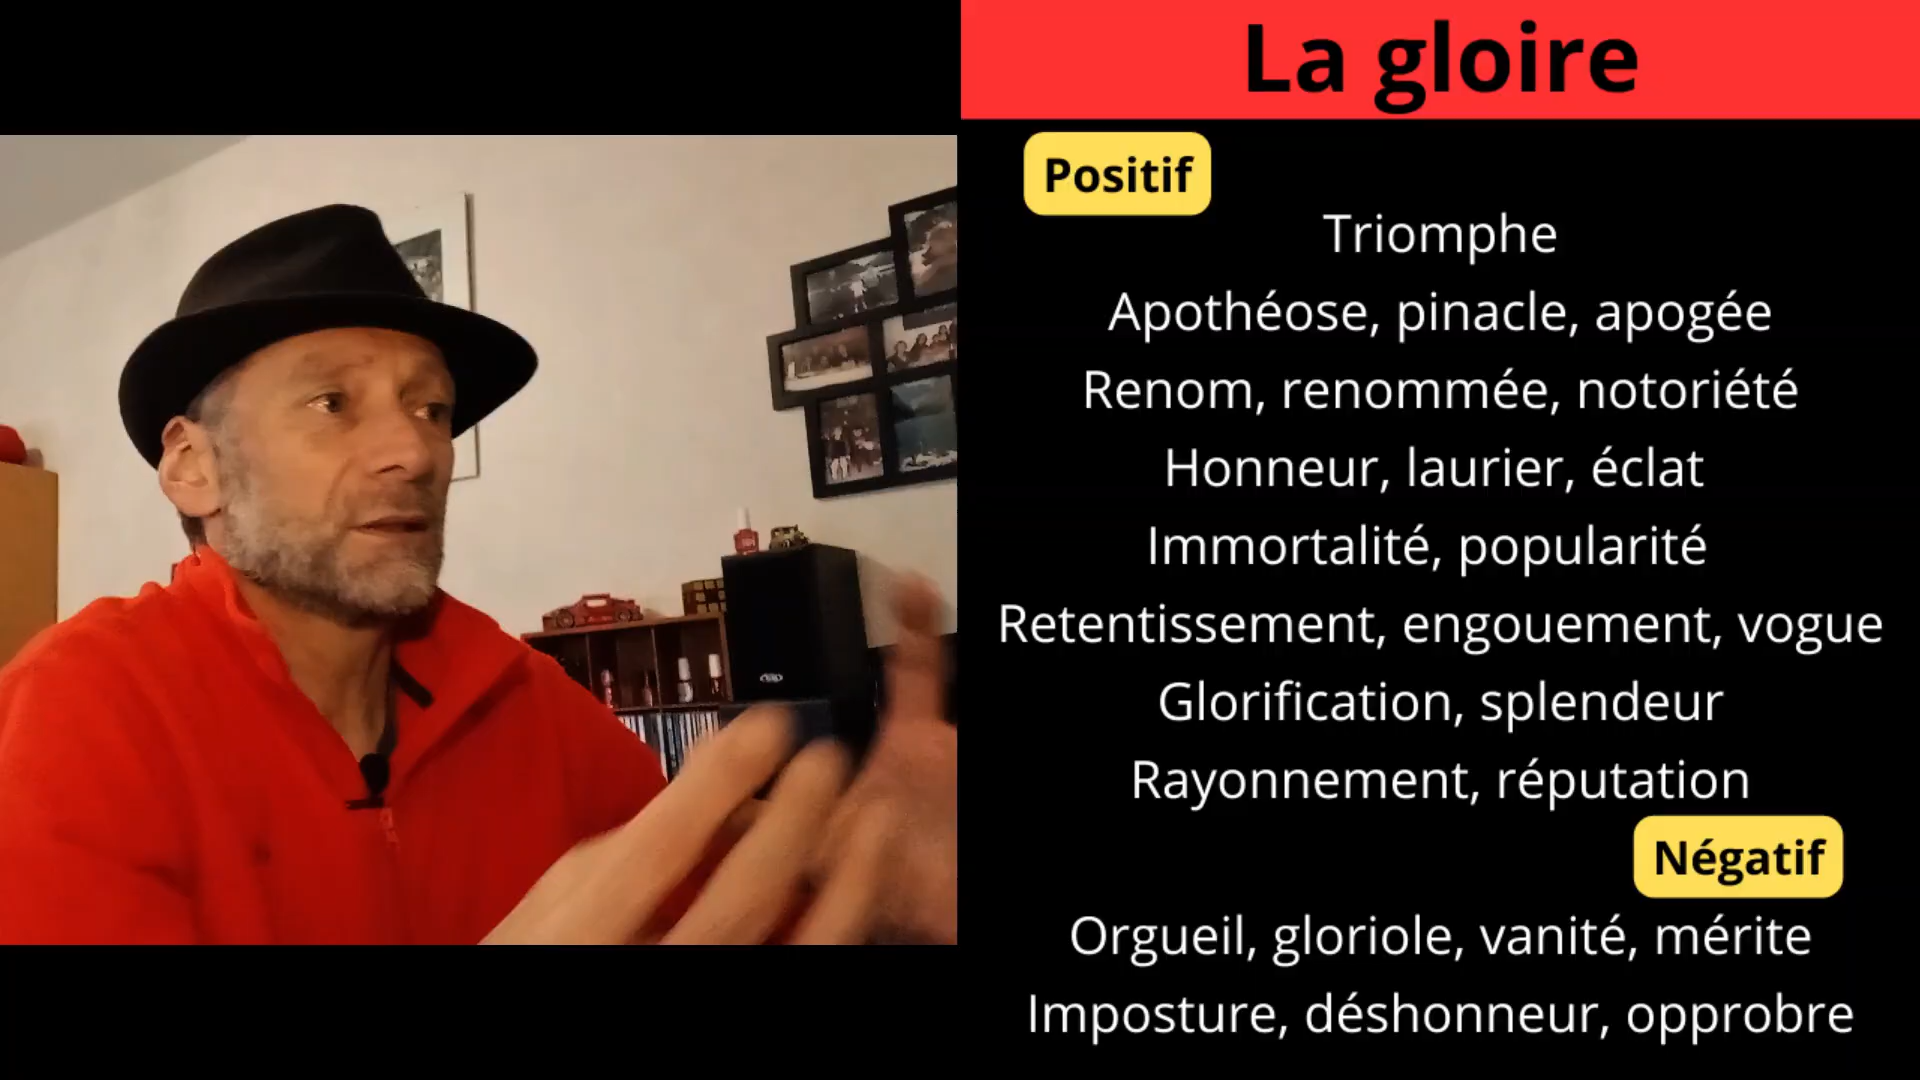 La gloire
Positif
Triomphe
Apothéose, pinacle, apogée
Renom, renommée, notoriété
Honneur, laurier, éclat
Immortalité, popularité
Retentissement, engouement, vogue
Glorification, splendeur
Rayonnement, réputation
Négatif
Orgueil, gloriole, vanité, mérite
Imposture, déshonneur, opprobre